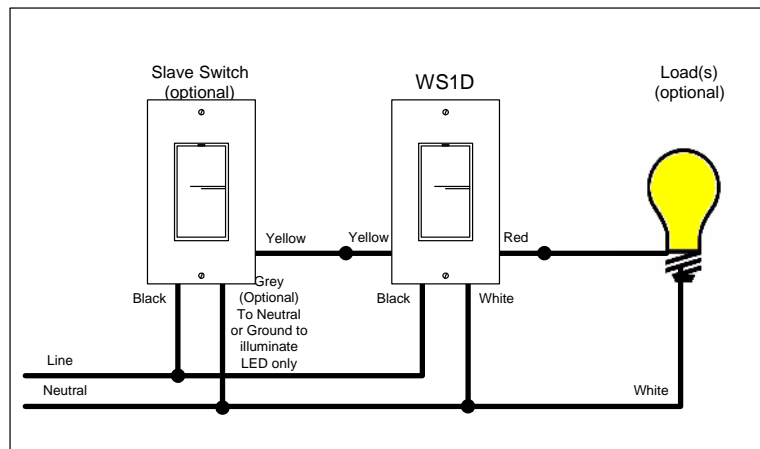 Slave Switch
(optional)
WS1D
Load(s)
(optional)
Yellow
Yellow
Red
Black
Grey
(Optional)
To Neutral
or Ground to
illuminate
LED only
Black
White
Line
Neutral
White